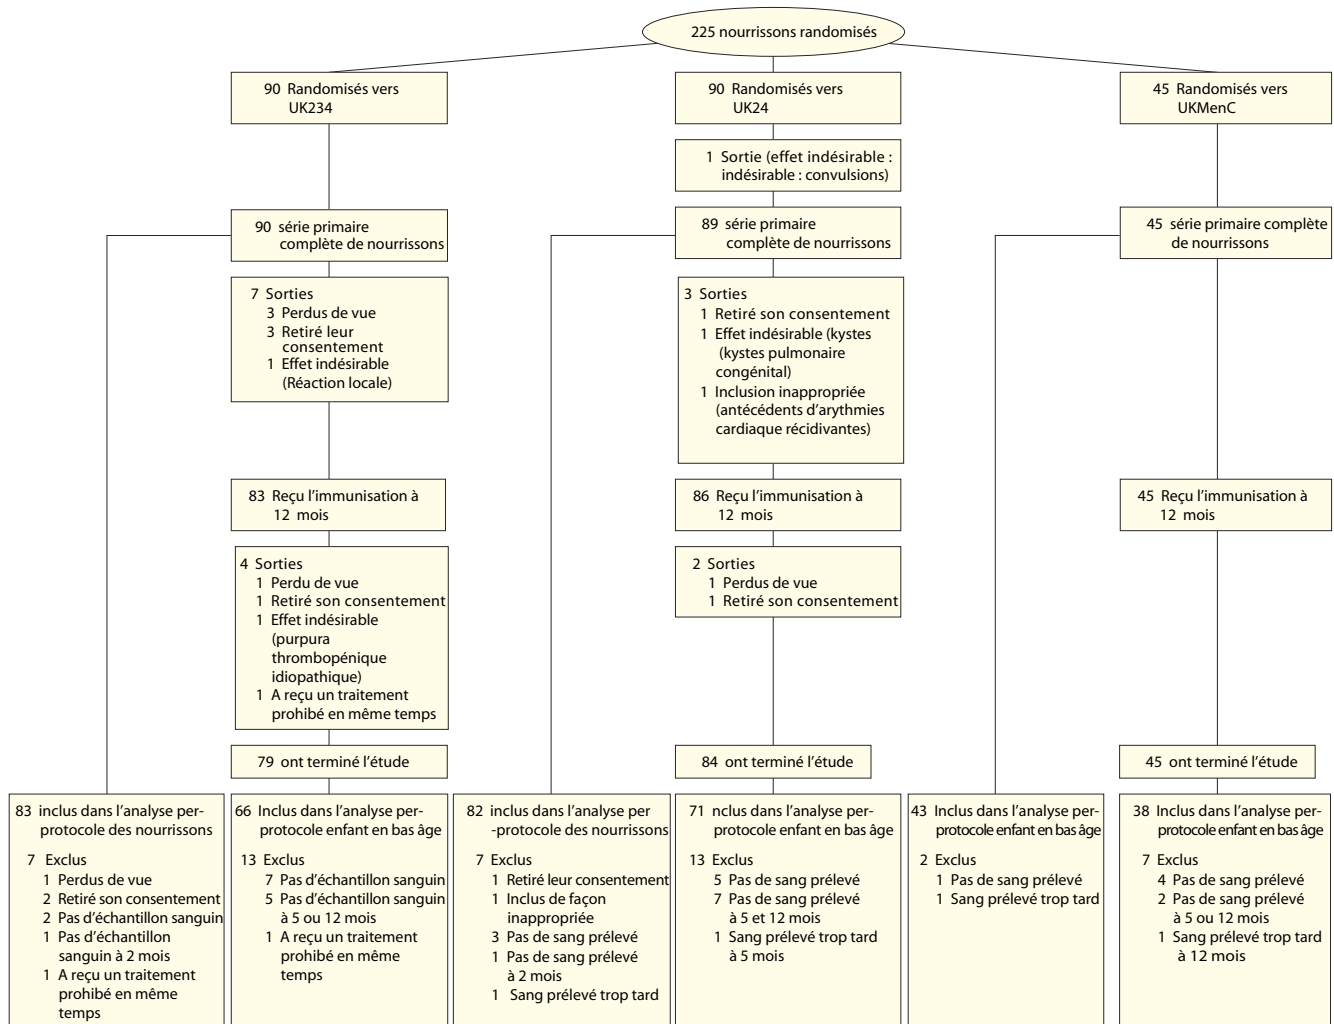 225 nourrissons randomisés
90 Randomisés vers
UK234
90 Randomisés vers
UK24
45 Randomisés vers
UKMenC
1 Sortie (effet indésirable :
indésirable : convulsions)
90 série primaire
complète de nourrissons
89 série primaire
complète de nourrissons
45 série primaire complète
de nourrissons
7 Sorties
3 Perdus de vue
3 Retiré leur
consentement
1 Effet indésirable
(Réaction locale)
3 Sorties
1 Retiré son consentement
1 Effet indésirable (kystes
(kystes pulmonaire
congénital)
1 Inclusion inappropriée
(antécédents d’arythmies
cardiaque récidivantes)
83 Reçu l’immunisation à
12 mois
86 Reçu l’immunisation à
12 mois
45 Reçu l’immunisation à
12 mois
4 Sorties
1 Perdu de vue
1 Retiré son consentement
1 Effet indésirable
(purpura
thrombopénique
idiopathique)
1 A reçu un traitement
prohibé en même temps
2 Sorties
1 Perdus de vue
1 Retiré son consentement
79 ont terminé l’étude
84 ont terminé l’étude
45 ont terminé l’étude
83 inclus dans l’analyse per-
protocole des nourrissons
7 Exclus
1 Perdus de vue
2 Retiré son consentement
2 Pas d’échantillon sanguin
1 Pas d’échantillon
sanguin à 2 mois
1 A reçu un traitement
prohibé en même
temps
66 Inclus dans l’analyse per-
protocole enfant en bas âge
13 Exclus
7 Pas d’échantillon sanguin
5 Pas d’échantillon sanguin
à 5 ou 12 mois
1 A reçu un traitement
prohibé en même
temps
82 inclus dans l’analyse per
-protocole des nourrissons
7 Exclus
1 Retiré leur consentement
1 Inclus de façon
inappropriée
3 Pas de sang prélevé
1 Pas de sang prélevé
à 2 mois
1 Sang prélevé trop tard
71 nclus dans l’analyse per-
protocole enfant en bas âge
13 Exclus
5 Pas de sang prélevé
7 Pas de sang prélevé
à 5 et 12 mois
1 Sang prélevé trop tard
à 5 mois
43 Inclus dans l’analyse per-
protocole enfant en bas âge
2 Exclus
1 Pas de sang prélevé
1 Sang prélevé trop tard
38 Inclus dans l’analyse per-
protocole enfant en bas âge
7 Exclus
4 Pas de sang prélevé
2 Pas de sang prélevé
à 5 ou 12 mois
1 Sang prélevé trop tard
à 12 mois